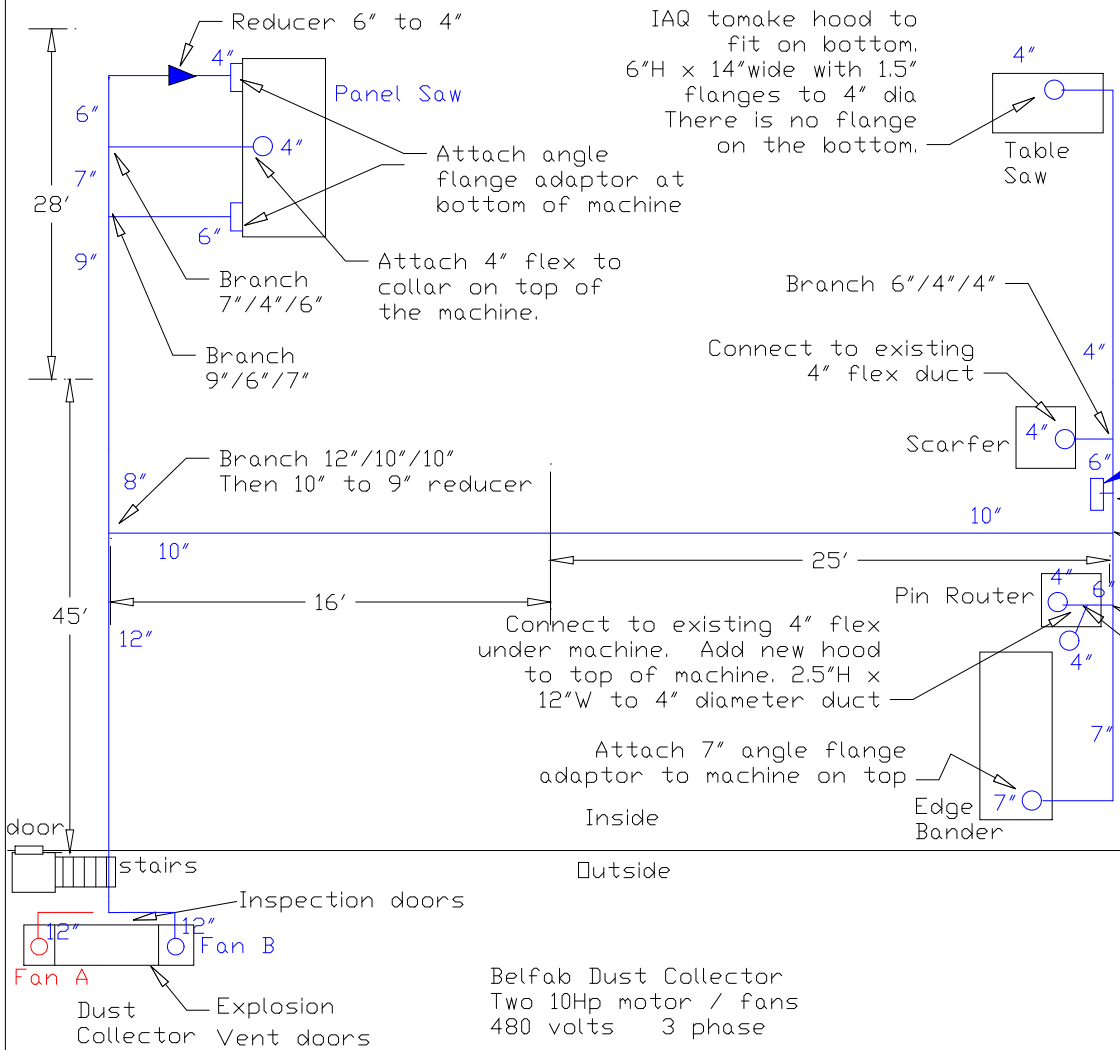 Reducer 6" to 4"
4"
Panel Saw
6"
4"
7"
28'
6"
9"
Attach angle
flange adaptor at
bottom of machine
Attach 4" flex to
collar on top of
the machine.
Branch
7"/4"/6"
Branch
9"/6"/7"
IAQ tomake hood to
fit on bottom.
6"H x 14"wide with 1.5"
flanges to 4" dia
There is no flange
on the bottom.
4"
Table
Saw
Branch 6"/4"/4"
4"
Connect to existing
4" flex duct
Scarfer
4"
6"
Branch 12"/10"/10"
Then 10" to 9" reducer
8"
10"
10"
25'
16'
45'
12"
Pin Router
4"
6"
4"
Connect to existing 4" flex
under machine. Add new hood
to top of machine. 2.5"H x
12"W to 4" diameter duct
7"
Attach 7" angle flange
adaptor to machine on top
7"
Edge
Bander
Inside
Outside
door
stairs
Inspection doors
12"
12"
Fan B
Fan A
Dust
Collector
Explosion
Vent doors
Belfab Dust Collector
Two 10Hp motor / fans
480 volts 3 phase